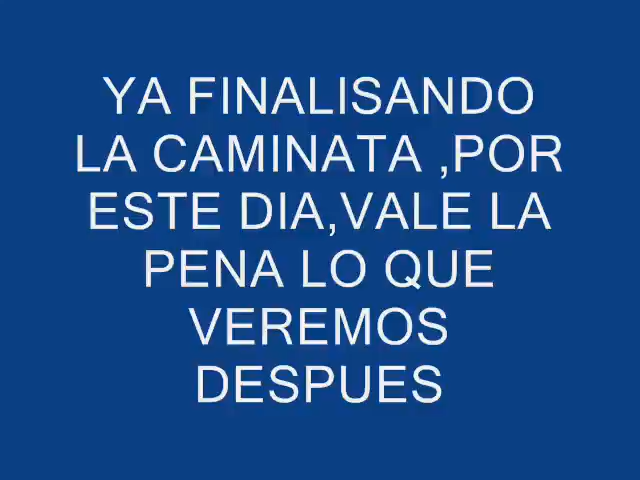 YA FINALISANDO
LA CAMINATA ,POR
ESTE DIA,VALE LA
PENA LO QUE
VEREMOS
DESPUES